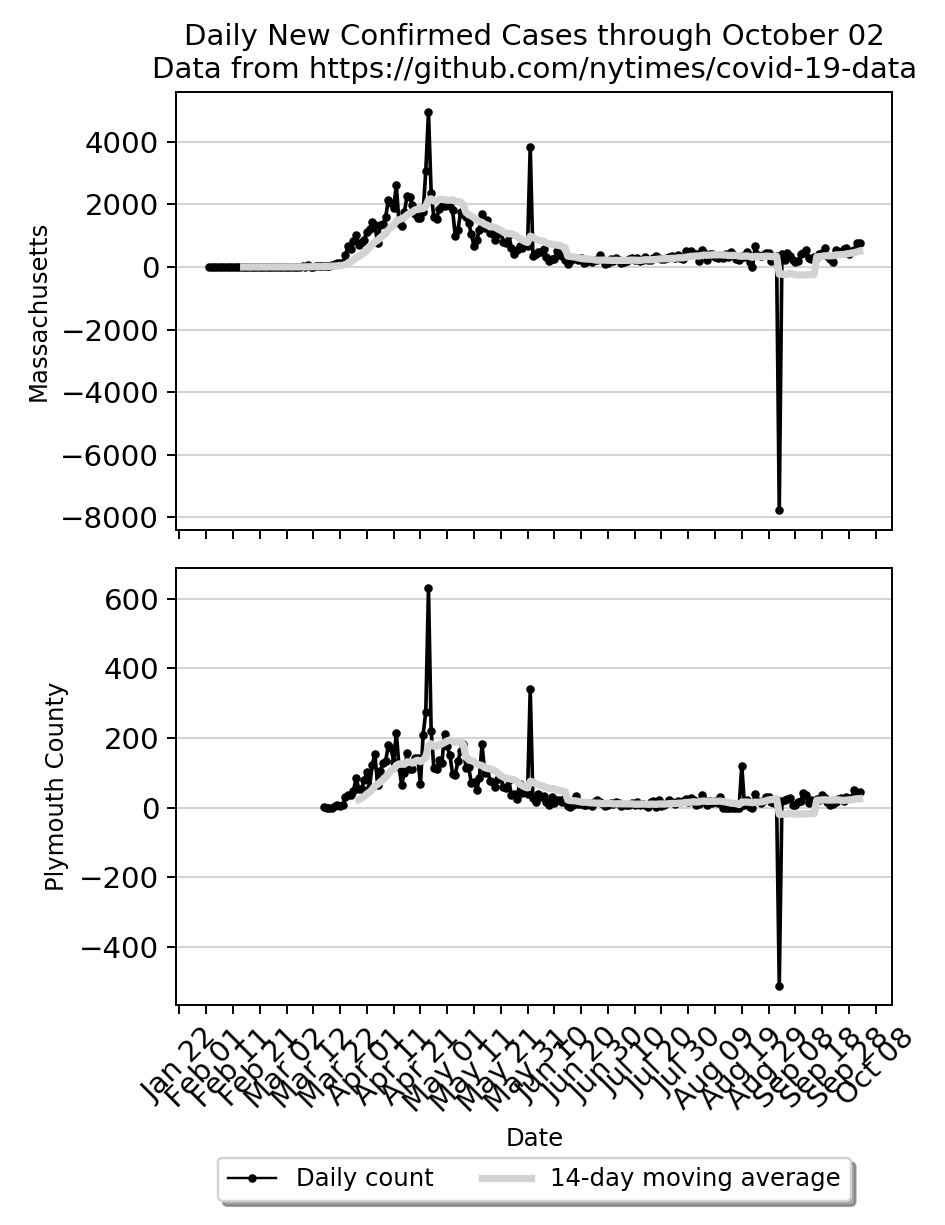 Daily New Confirmed Cases through October 02
Data from https://github.com/nytimes/covid-19-data
Massachusetts
4000
2000
0
−2000
−4000
−6000
−8000
Plymouth County
600
400
200
0
−200
−400
Jan 22
Feb 01
Feb 11
Feb 21
Mar 02
Mar 12
Mar 22
Apr 01
Apr 11
Apr 21
May 01
May 11
May 21
May 31
Jun 10
Jun 20
Jun 30
Jul 10
Jul 20
Jul 30
Aug 09
Aug 19
Aug 29
Sep 08
Sep 18
Sep 28
Oct 08
Date
Daily count
14-day moving average